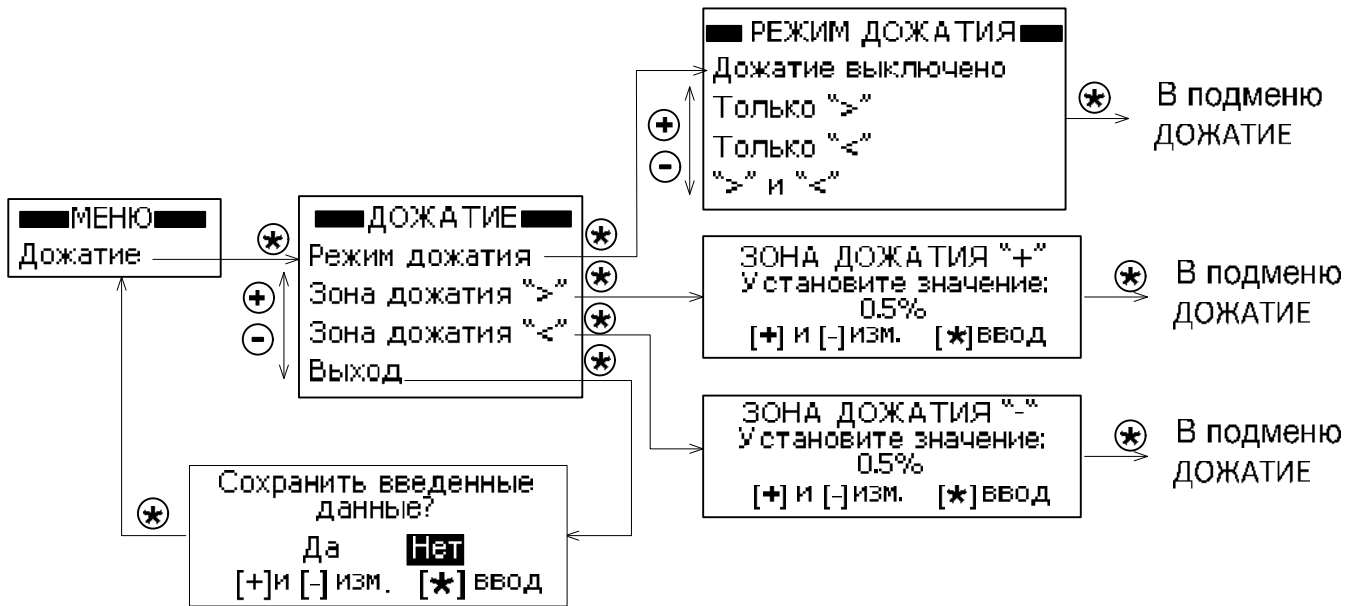 МЕНЮ
Дожатие
*
+
-
ДОЖАТИЕ
Режим дожатия
Зона дожатия ">"
Зона дожатия "<"
Выход
*
*
*
*
РЕЖИМ ДОЖАТИЯ
Дожатие выключено
Только ">"
Только "<"
">" и "<"
+
-
*
В подменю
ДОЖАТИЕ
ЗОНА ДОЖАТИЯ "+"
Установите значение:
0.5%
[+] и [-] изм. [*] ввод
*
В подменю
ДОЖАТИЕ
ЗОНА ДОЖАТИЯ "-"
Установите значение:
0.5%
[+] и [-] изм. [*] ввод
*
В подменю
ДОЖАТИЕ
Сохранить введенные
данные?
Да Нет
[+] и [-] изм. [*] ввод
*